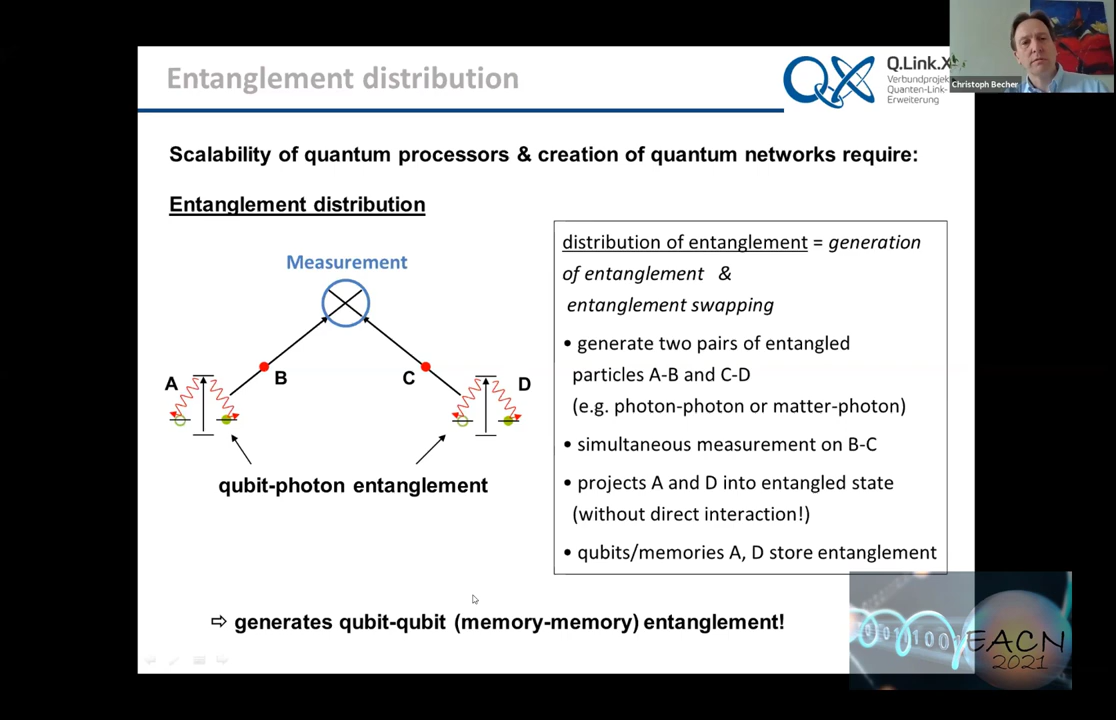 Entanglement distribution
Q.Link.X
Verbundprojekt
Quanten-Link-
Erweiterung
Christoph Becher
Scalability of quantum processors & creation of quantum networks require:
Entanglement distribution
Measurement
A
B
C
D
qubit-photon entanglement
distribution of entanglement = generation
of entanglement &
entanglement swapping
• generate two pairs of entangled
particles A-B and C-D
(e.g. photon-photon or matter-photon)
• simultaneous measurement on B-C
• projects A and D into entangled state
(without direct interaction!)
• qubits/memories A, D store entanglement
⇨ generates qubit-qubit (memory-memory) entanglement!
EACN
2021